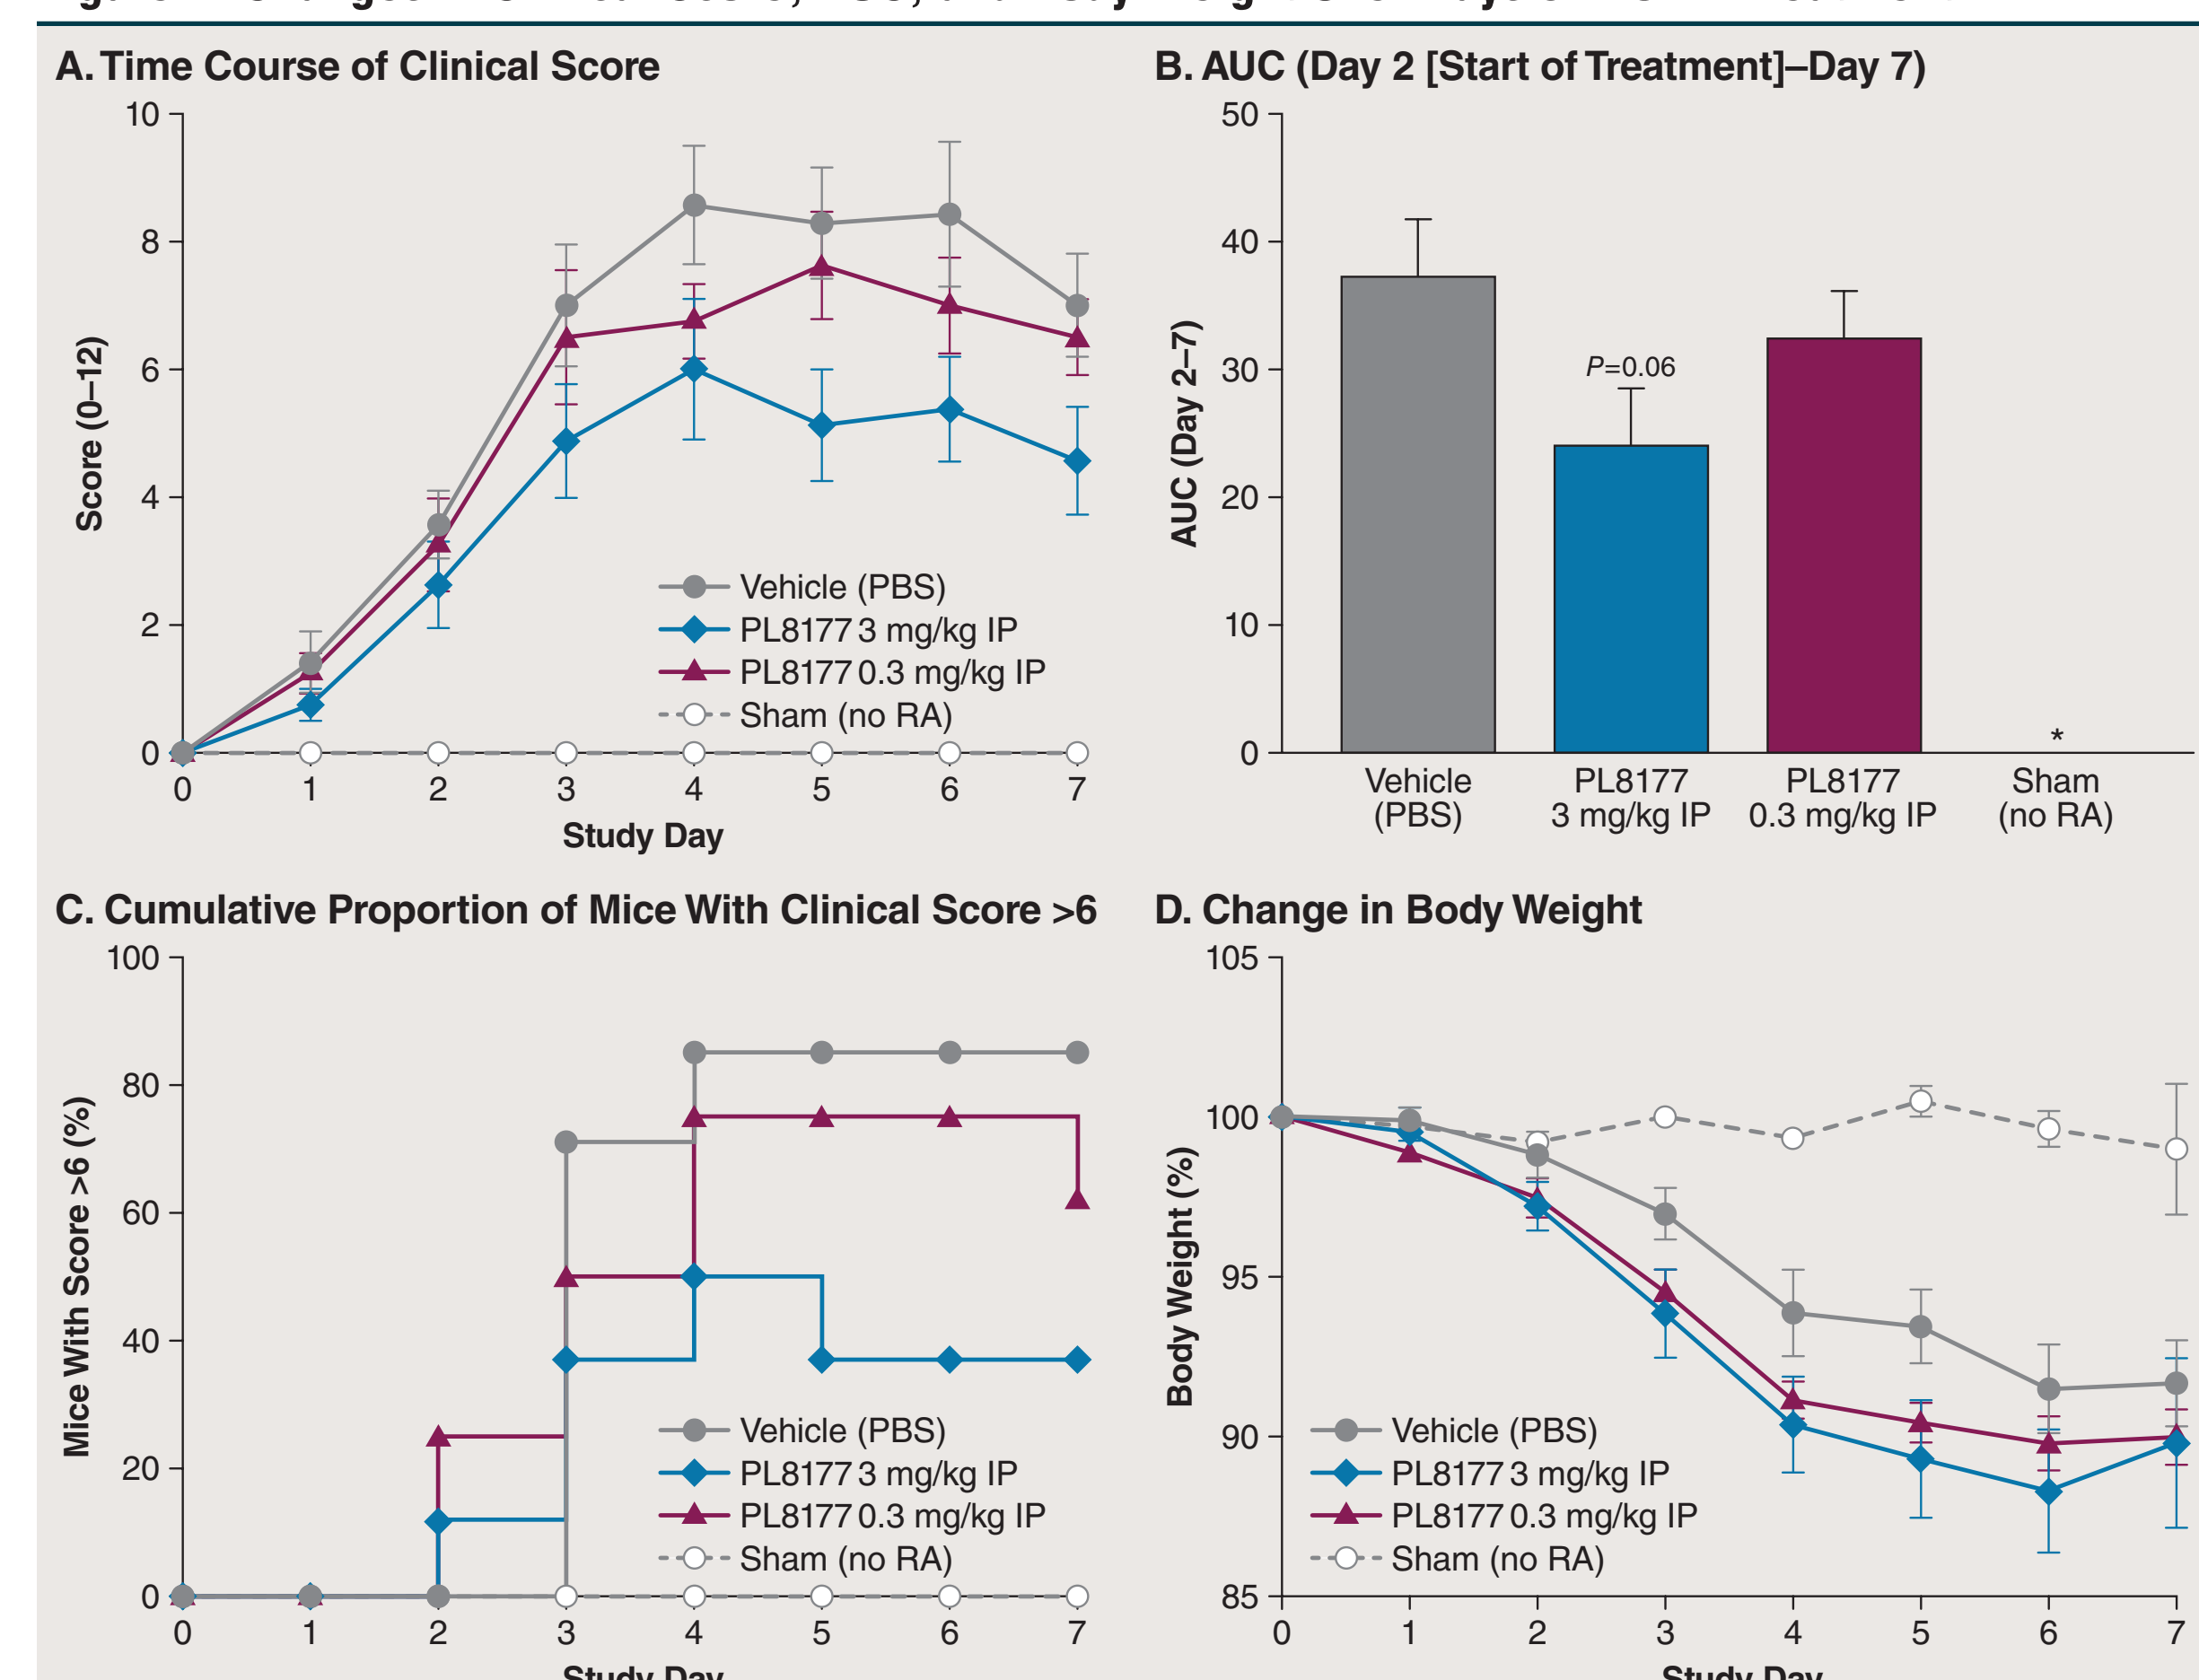 A. Time Course of Clinical Score
10
8
6
4
2
0
Score (0–12)
0 1 2 3 4 5 6 7
Study Day
Vehicle (PBS)
PL8177 3 mg/kg IP
PL8177 0.3 mg/kg IP
Sham (no RA)
B. AUC (Day 2 [Start of Treatment]–Day 7)
50
40
30
20
10
0
AUC (Day 2–7)
P=0.06
*
Vehicle (PBS)
PL8177 3 mg/kg IP
PL8177 0.3 mg/kg IP
Sham (no RA)
C. Cumulative Proportion of Mice With Clinical Score >6
100
80
60
40
20
0
Mice With Score >6 (%)
0 1 2 3 4 5 6 7
Study Day
Vehicle (PBS)
PL8177 3 mg/kg IP
PL8177 0.3 mg/kg IP
Sham (no RA)
D. Change in Body Weight
105
100
95
90
85
Body Weight (%)
0 1 2 3 4 5 6 7
Study Day
Vehicle (PBS)
PL8177 3 mg/kg IP
PL8177 0.3 mg/kg IP
Sham (no RA)